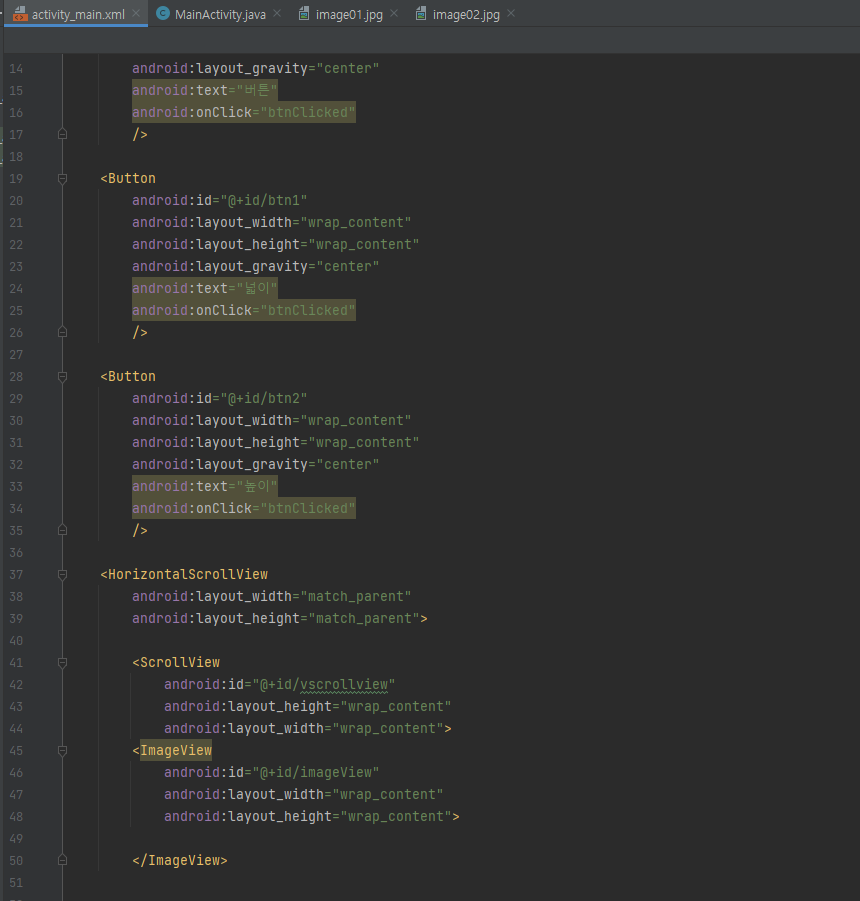 activity_main.xml MainActivity.java image01.jpg image02.jpg
14 android:layout_gravity="center"
15 android:text="버튼"
16 android:onClick="btnClicked"
17 />
18
19 <Button
20 android:id="@+id/btn1"
21 android:layout_width="wrap_content"
22 android:layout_height="wrap_content"
23 android:layout_gravity="center"
24 android:text="넓이"
25 android:onClick="btnClicked"
26 />
27
28 <Button
29 android:id="@+id/btn2"
30 android:layout_width="wrap_content"
31 android:layout_height="wrap_content"
32 android:layout_gravity="center"
33 android:text="높이"
34 android:onClick="btnClicked"
35 />
36
37 <HorizontalScrollView
38 android:layout_width="match_parent"
39 android:layout_height="match_parent">
40
41 <ScrollView
42 android:id="@+id/vscrollview"
43 android:layout_height="wrap_content"
44 android:layout_width="wrap_content">
45 <ImageView
46 android:id="@+id/imageView"
47 android:layout_width="wrap_content"
48 android:layout_height="wrap_content">
49
50 </ImageView>
51